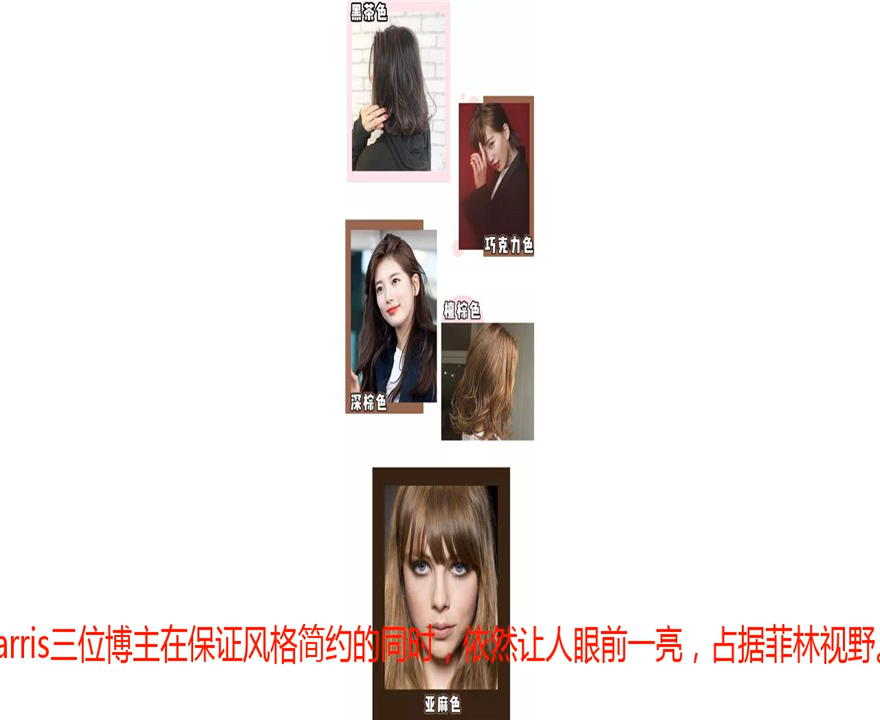 黑茶色
巧克力色
深棕色
檀棕色
arris三位博主在保证风格简约的同时，依然让人眼前一亮，占据菲林视野。
亚麻色